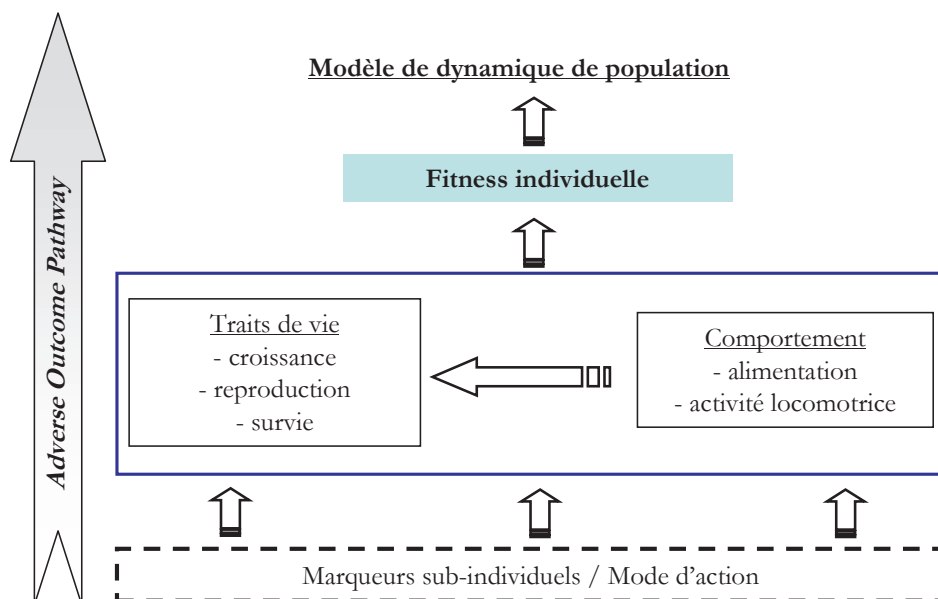 Modèle de dynamique de population
Fitness individuelle
Adverse Outcome Pathway
Traits de vie
- croissance
- reproduction
- survie
Comportement
- alimentation
- activité locomotrice
Marqueurs sub-individuels / Mode d'action